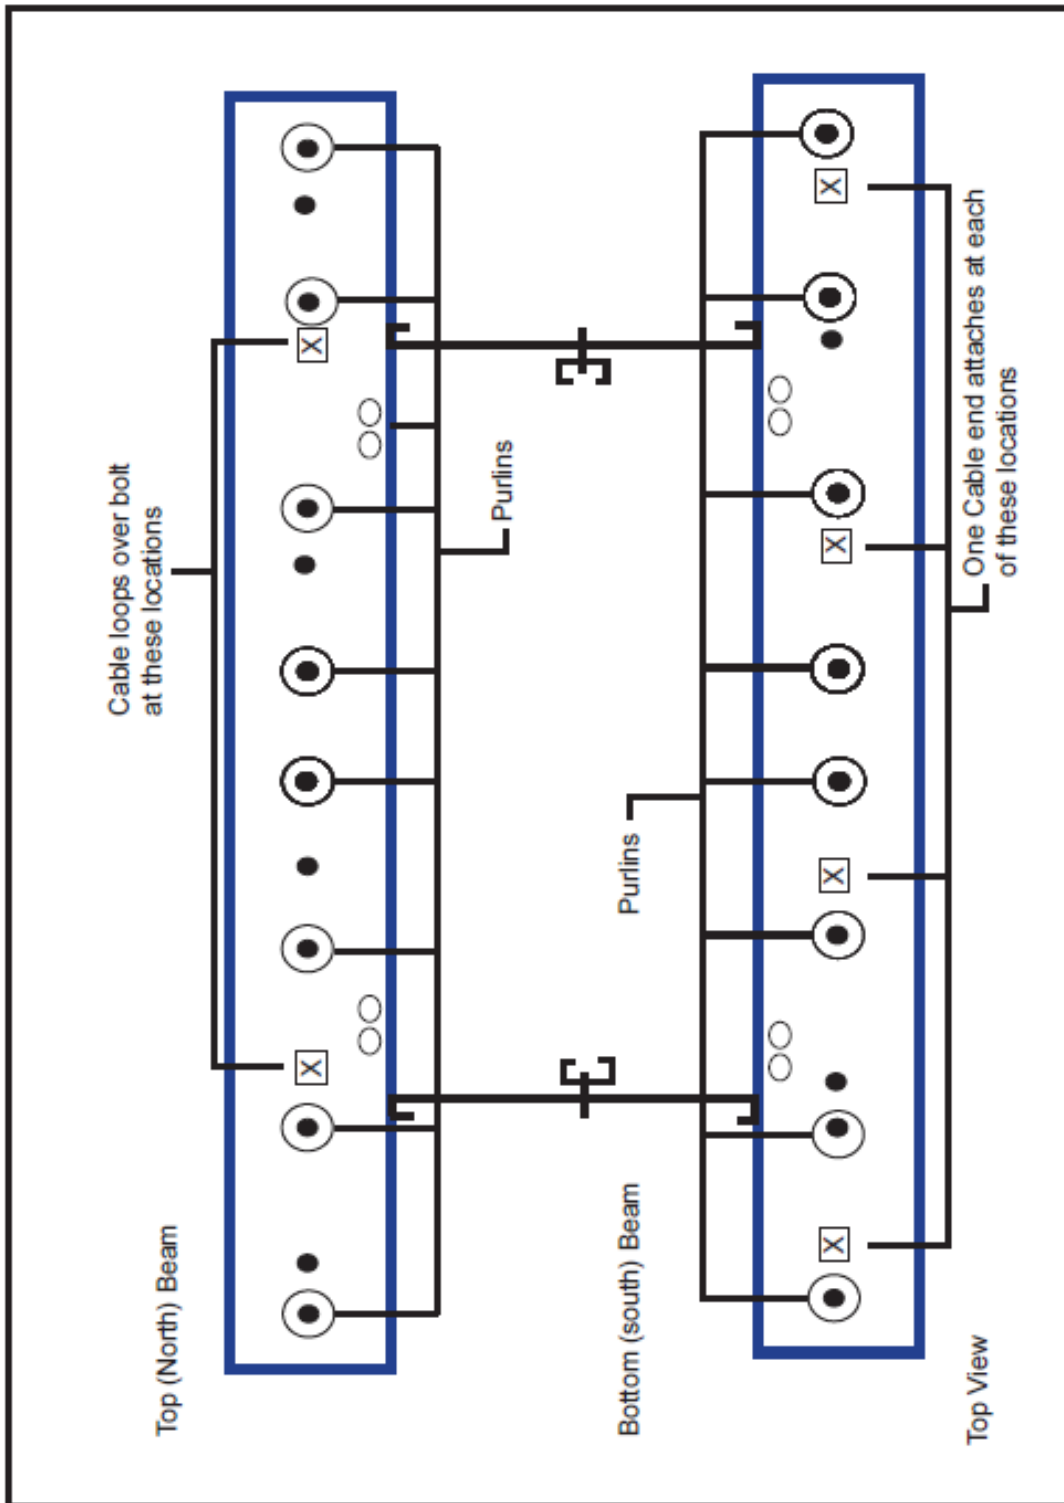 Top (North) Beam
Cable loops over bolt
at these locations
X
X
Purlins
Bottom (south) Beam
Purlins
X
X
X
X
Top View
One Cable end attaches at each
of these locations